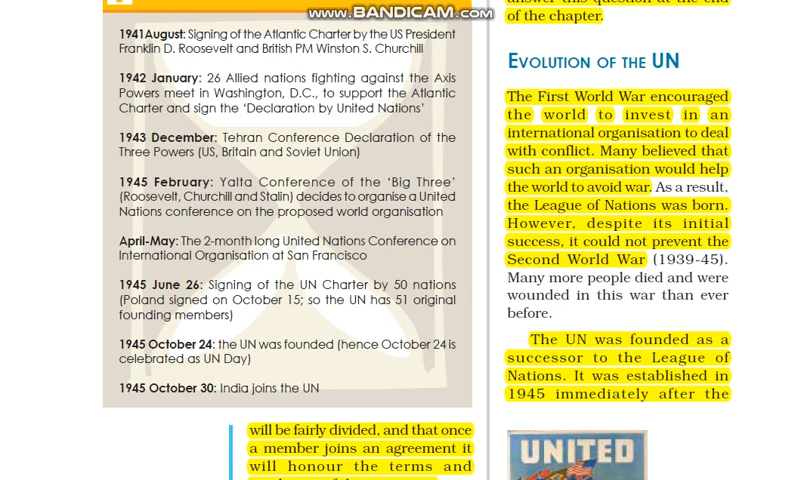 www.BANDICAM.com
1941August: Signing of the Atlantic Charter by the US President
Franklin D. Roosevelt and British PM Winston S. Churchill
1942 January: 26 Allied nations fighting against the Axis
Powers meet in Washington, D.C., to support the Atlantic
Charter and sign the ‘Declaration by United Nations’
1943 December: Tehran Conference Declaration of the
Three Powers (US, Britain and Soviet Union)
1945 February: Yalta Conference of the ‘Big Three’
(Roosevelt, Churchill and Stalin) decides to organise a United
Nations conference on the proposed world organisation
April-May: The 2-month long United Nations Conference on
International Organisation at San Francisco
1945 June 26: Signing of the UN Charter by 50 nations
(Poland signed on October 15; so the UN has 51 original
founding members)
1945 October 24: the UN was founded (hence October 24 is
celebrated as UN Day)
1945 October 30: India joins the UN
will be fairly divided, and that once
a member joins an agreement it
will honour the terms and
answer this question at the end
of the chapter.
EVOLUTION OF THE UN
The First World War encouraged
the world to invest in an
international organisation to deal
with conflict. Many believed that
such an organisation would help
the world to avoid war. As a result,
the League of Nations was born.
However, despite its initial
success, it could not prevent the
Second World War (1939-45).
Many more people died and were
wounded in this war than ever
before.
The UN was founded as a
successor to the League of
Nations. It was established in
1945 immediately after the
UNITED